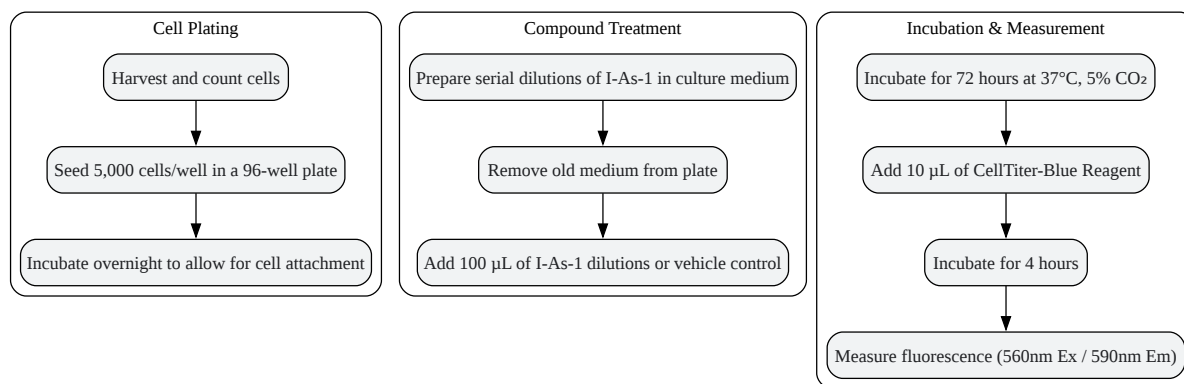 Cell Plating
Harvest and count cells
Seed 5,000 cells/well in a 96-well plate
Incubate overnight to allow for cell attachment
Compound Treatment
Prepare serial dilutions of I-As-1 in culture medium
Remove old medium from plate
Add 100 µL of I-As-1 dilutions or vehicle control
Incubation & Measurement
Incubate for 72 hours at 37°C, 5% CO₂
Add 10 µL of CellTiter-Blue Reagent
Incubate for 4 hours
Measure fluorescence (560nm Ex / 590nm Em)